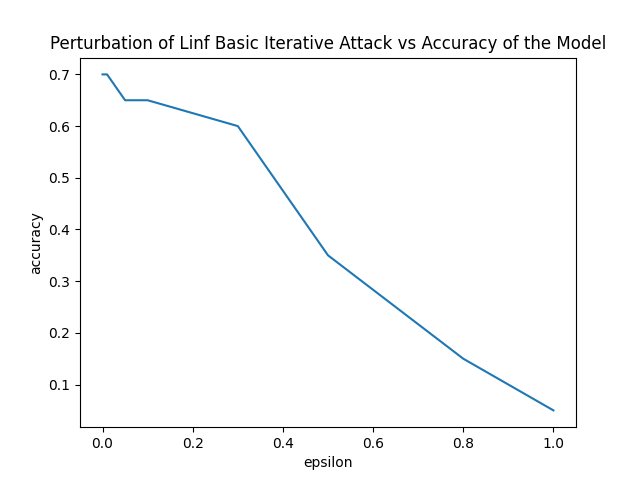 Perturbation of Linf Basic Iterative Attack vs Accuracy of the Model
0.7
0.6
0.5
0.4
0.3
0.2
0.1
accuracy
0.0 0.2 0.4 0.6 0.8 1.0
epsilon